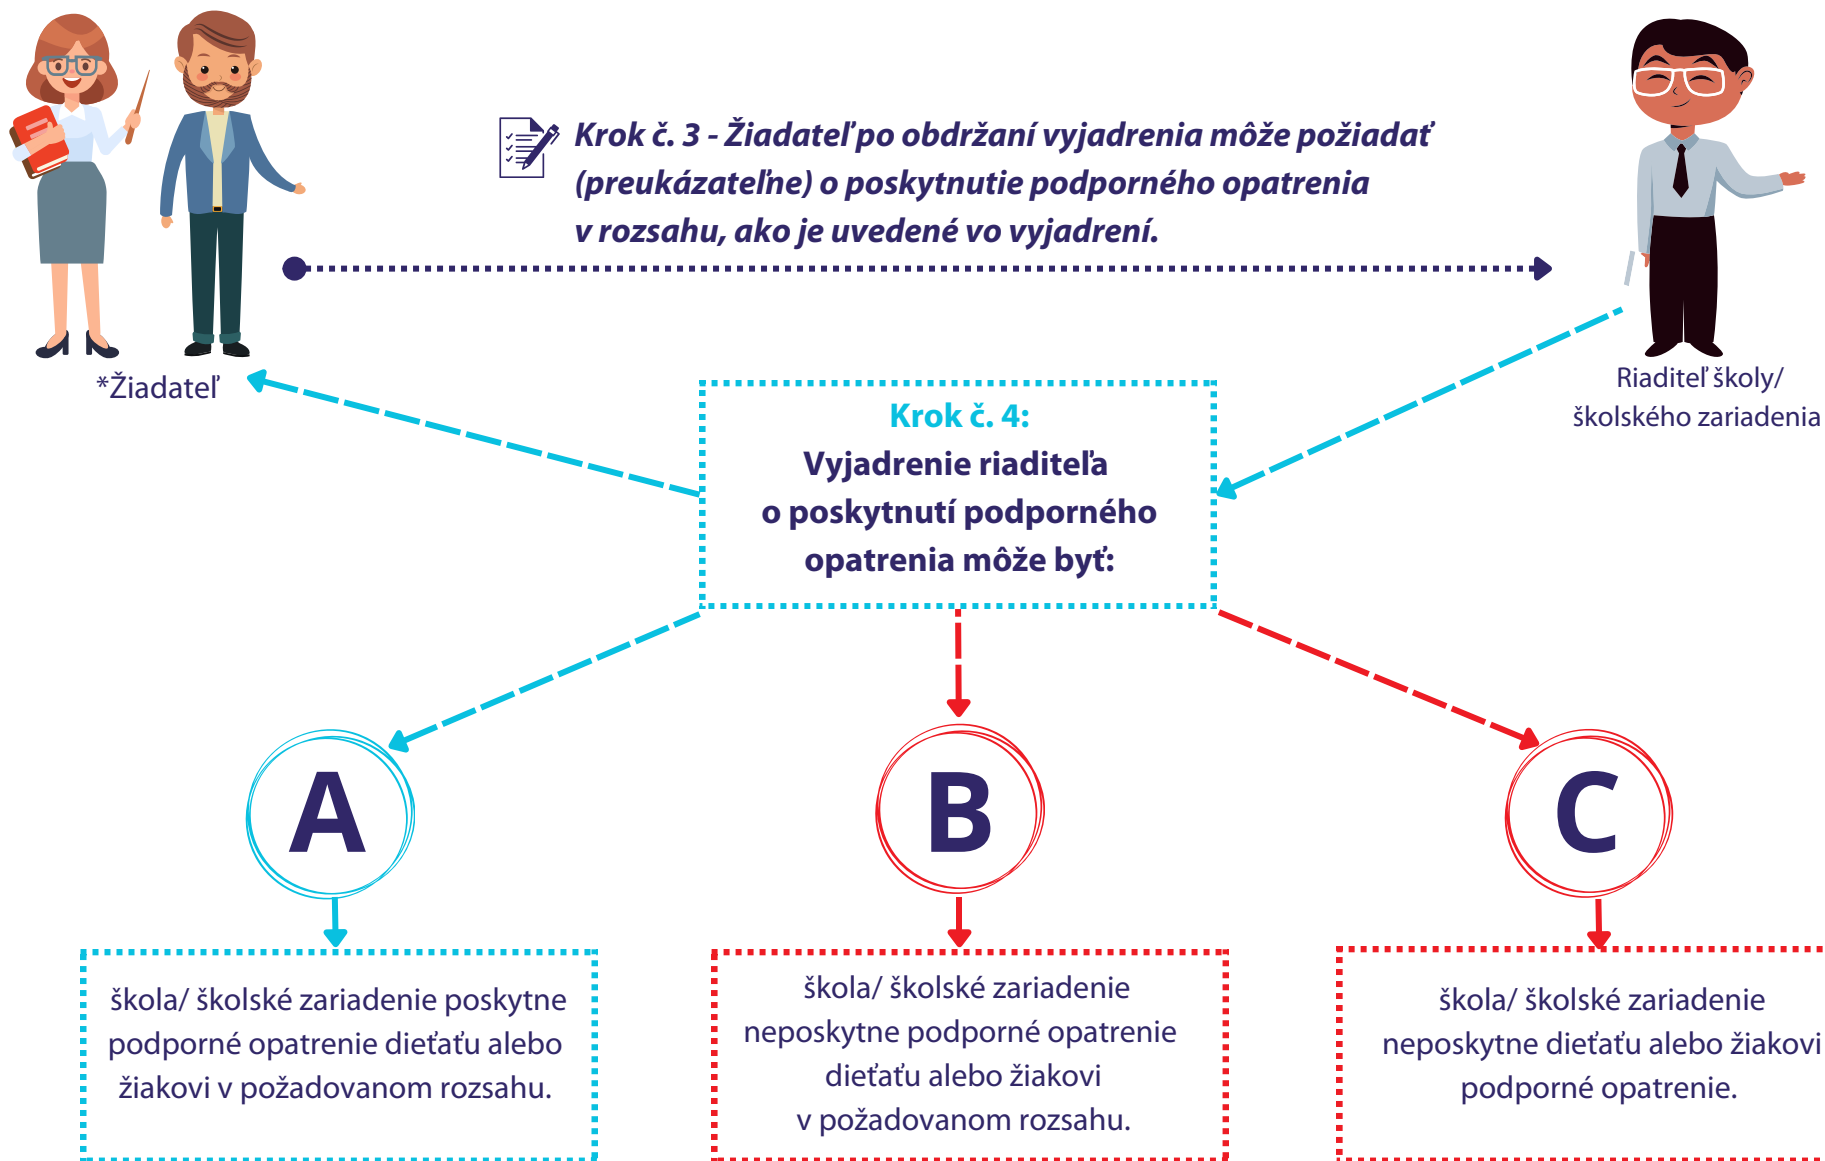 Krok č. 3 - Žiadateľ po obdržaní vyjadrenia môže požiadať
(preukázateľne) o poskytnutie podporného opatrenia
v rozsahu, ako je uvedené vo vyjadrení.
*Žiadateľ
Riaditeľ školy/
školského zariadenia
Krok č. 4:
Vyjadrenie riaditeľa
o poskytnutí podporného
opatrenia môže byť:
A
B
C
škola/ školské zariadenie poskytne
podporné opatrenie dieťaťu alebo
žiakovi v požadovanom rozsahu.
škola/ školské zariadenie
neposkytne podporné opatrenie
dieťaťu alebo žiakovi
v požadovanom rozsahu.
škola/ školské zariadenie
neposkytne dieťaťu alebo žiakovi
podporné opatrenie.